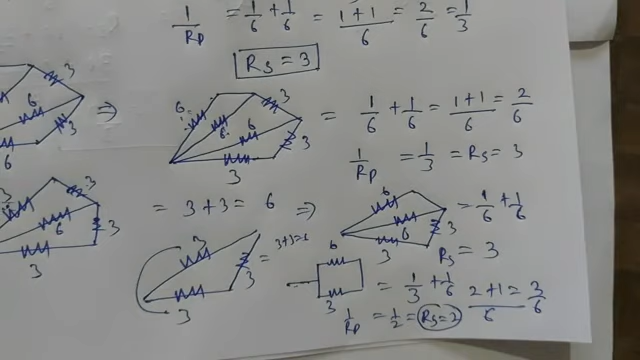 1/Rp = 1/6 + 1/6 = 1+1/6 = 2/6 = 1/3
Rs = 3
3
6
3
6
⇒
6
6
6
3
3
3
= 1/6 + 1/6 = 1+1/6 = 2/6
1/Rp = 1/3 = Rs = 3
3
6
3
3
= 3+3 = 6 ⇒
6
6
3
3
= 1/6 + 1/6
Rs = 3
3
3
3
= 3+3=6
6
3
= 1/3 + 1/6 2+1/6 = 3/6
1/Rp = 1/2 = Rs = 2